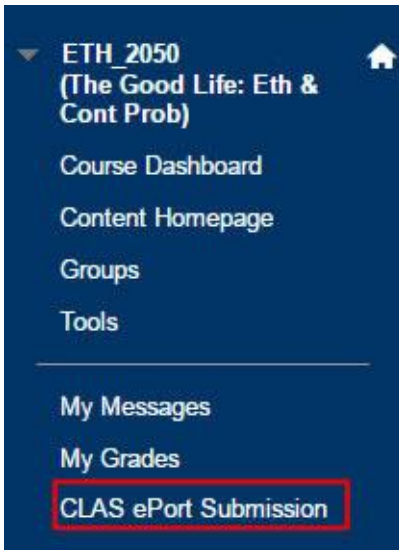 ETH_2050
(The Good Life: Eth &
Cont Prob)
Course Dashboard
Content Homepage
Groups
Tools
My Messages
My Grades
CLAS ePort Submission